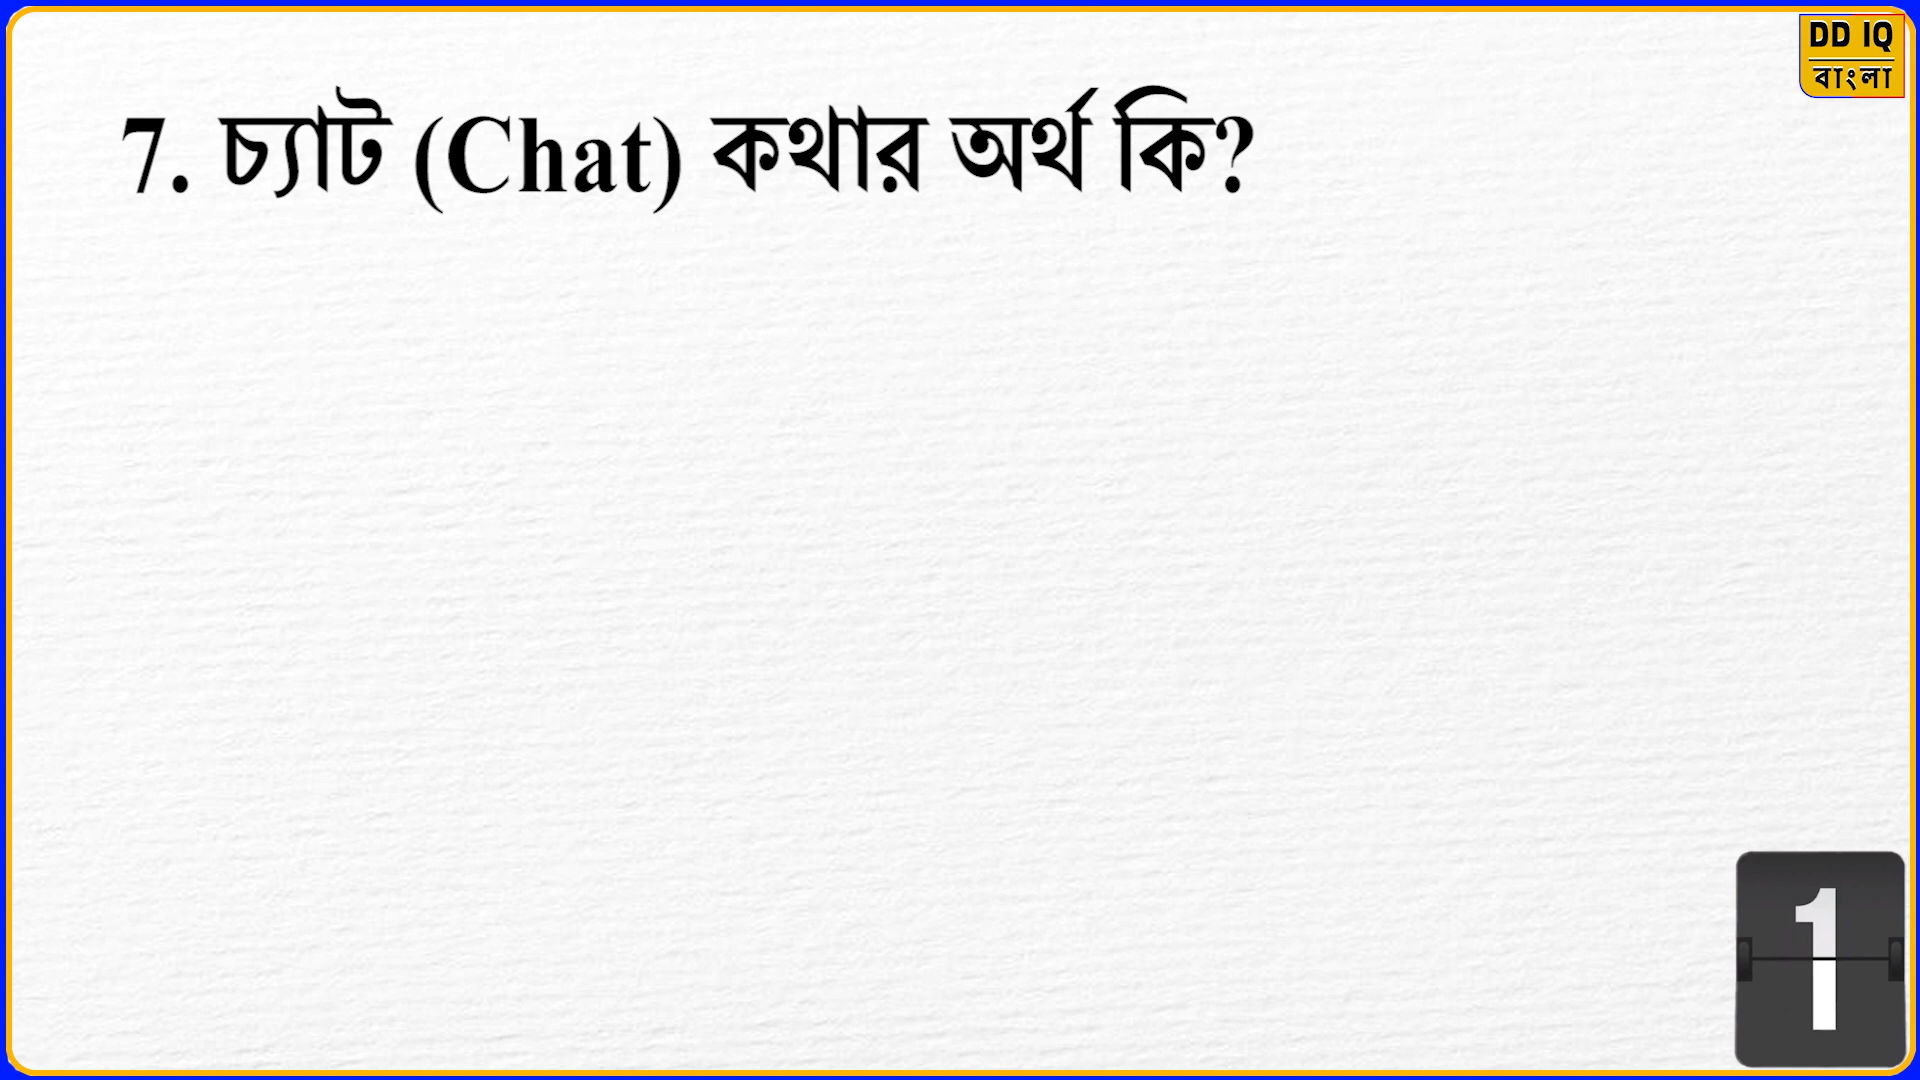 DD IQ
বাংলা
7. চ্যাট (Chat) কথার অর্থ কি?
1